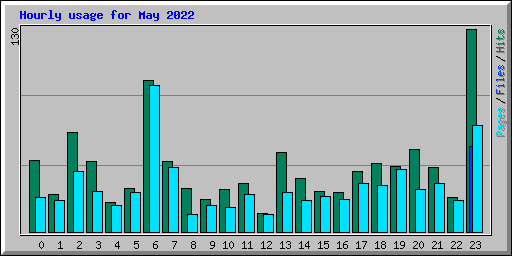 Hourly usage for May 2022
130
Pages/Files/Hits
0 1 2 3 4 5 6 7 8 9 10 11 12 13 14 15 16 17 18 19 20 21 22 23